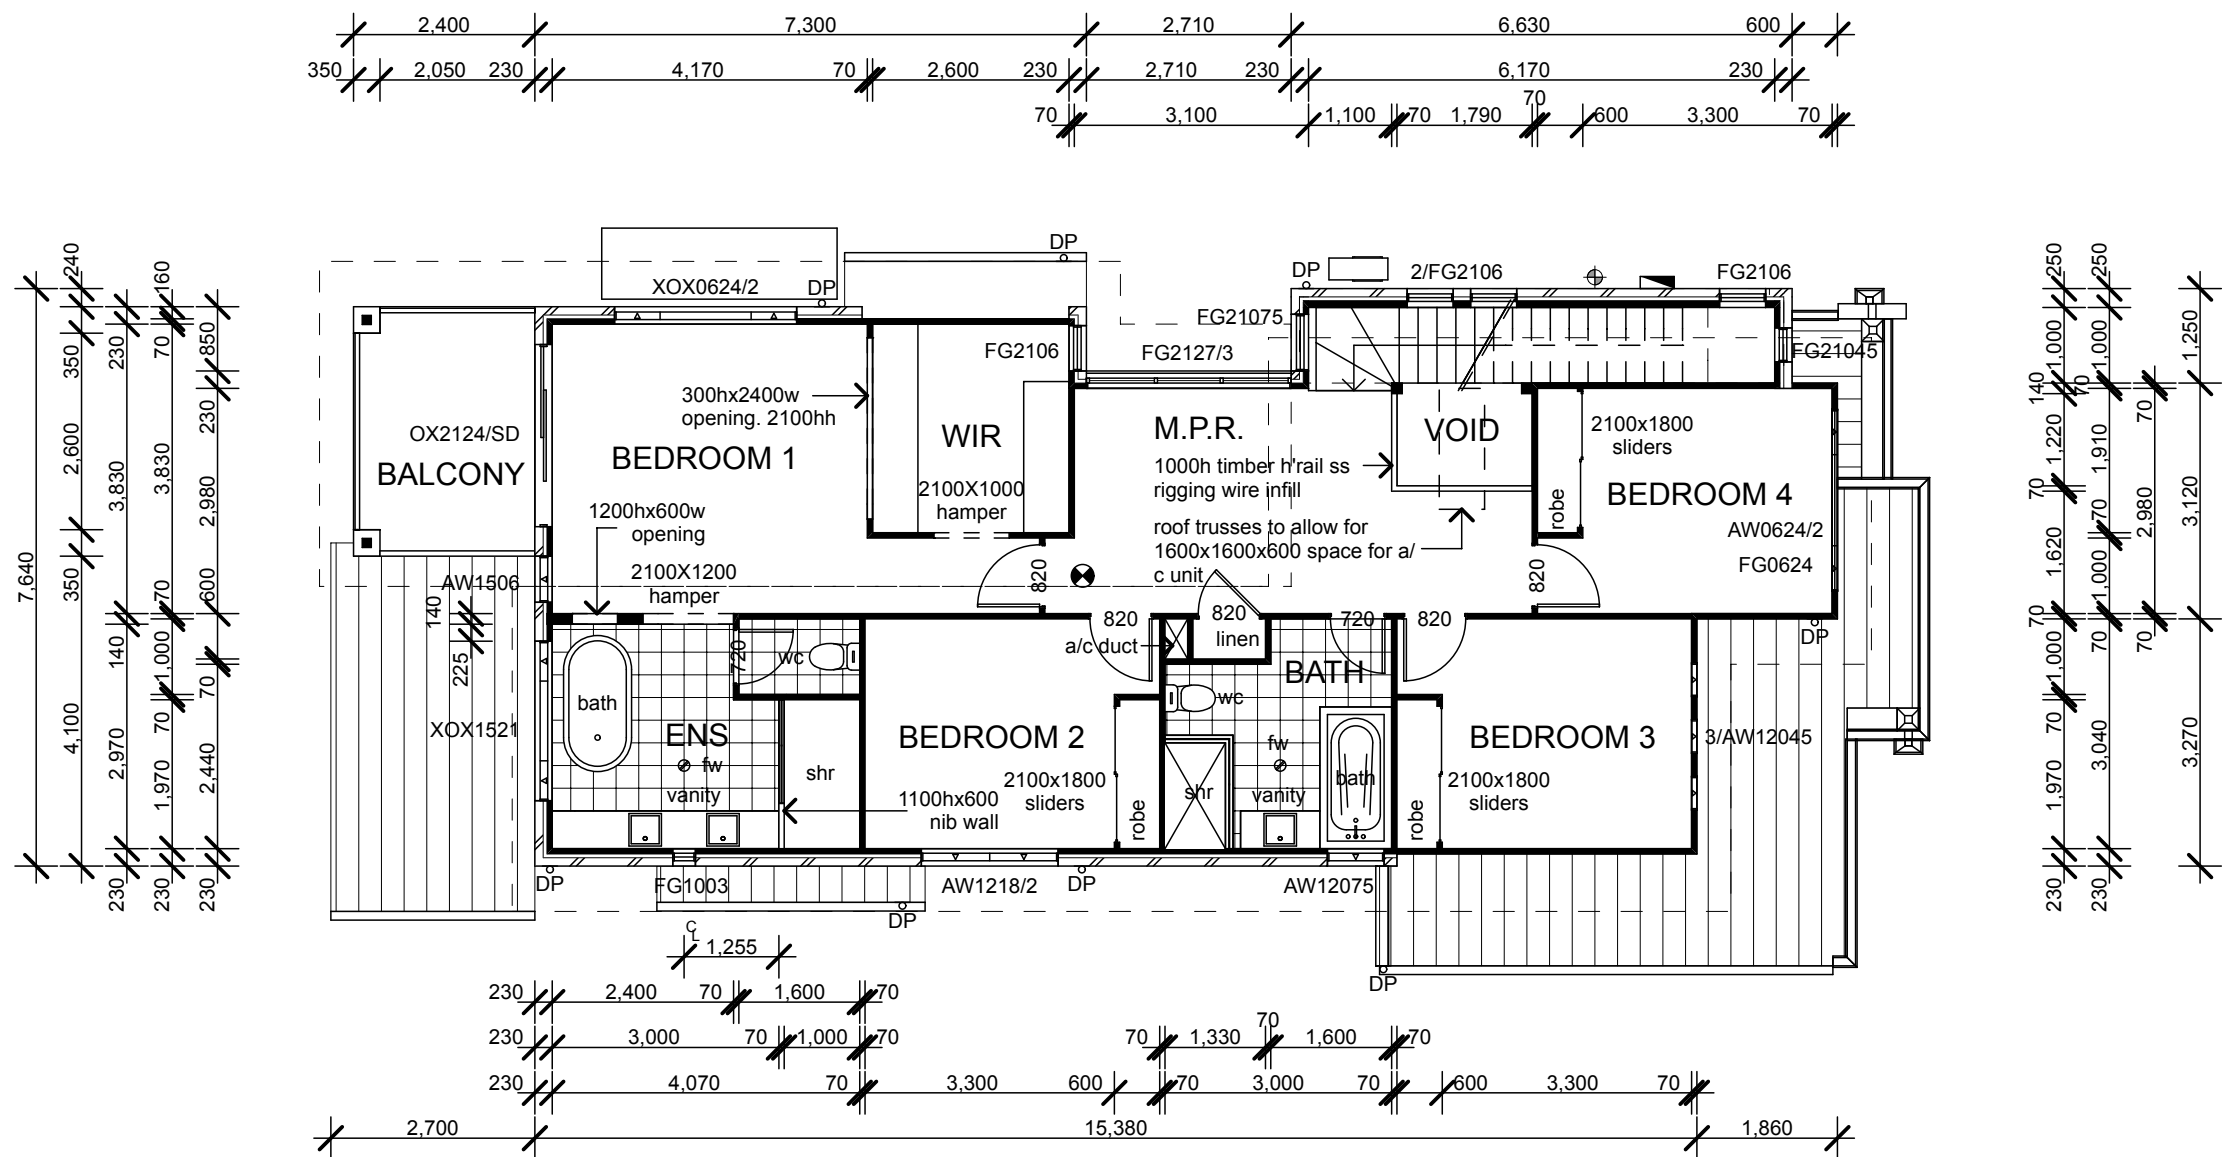 2,400 7,300 2,710 6,630 600
350 2,050 230 4,170 70 2,600 230 2,710 230 6,170 230
70 3,100 1,100 70 1,790 70 600 3,300 70
7,640
240 350 2,600 350 4,100
230 3,830 140 2,970 230
160 70 3,830 70 1,000 70 1,970 230
850 230 2,980 600 70 2,440 230
140
225
DP
XOX0624/2
DP
DP
2/FG2106
FG2106
FG21075
FG2106
FG2127/3
FG21045
300hx2400w
opening. 2100hh
OX2124/SD
BALCONY
BEDROOM 1
WIR
M.P.R.
VOID
2100x1800
sliders
1000h timber h'rail ss
rigging wire infill
robe
BEDROOM 4
2100X1000
hamper
1200hx600w
opening
roof trusses to allow for
1600x1600x600 space for a/
c unit
AW0624/2
FG0624
AW1506
2100X1200
hamper
820
820
820
820
720
820
linen
a/c duct
DP
720
wc
BATH
wc
bath
XOX1521
ENS
fw
vanity
shr
BEDROOM 2
2100x1800
sliders
robe
1100hx600
nib wall
fw
shr
vanity
bath
BEDROOM 3
2100x1800
sliders
robe
3/AW12045
DP
FG1003
AW1218/2
DP
AW12075
DP
DP
CL
1,255
230 2,400 70 1,600 70
230 3,000 70 1,000 70 70 1,330 70 1,600 70
230 4,070 70 3,300 600 70 3,000 70 600 3,300 70
2,700 15,380 1,860
250 1,000 140 1,220 70 1,620 70 1,000 70 1,970 230
250 1,000 70 1,910 70 1,000 70 3,040 230
70 2,980 70
1,250 3,120 3,270